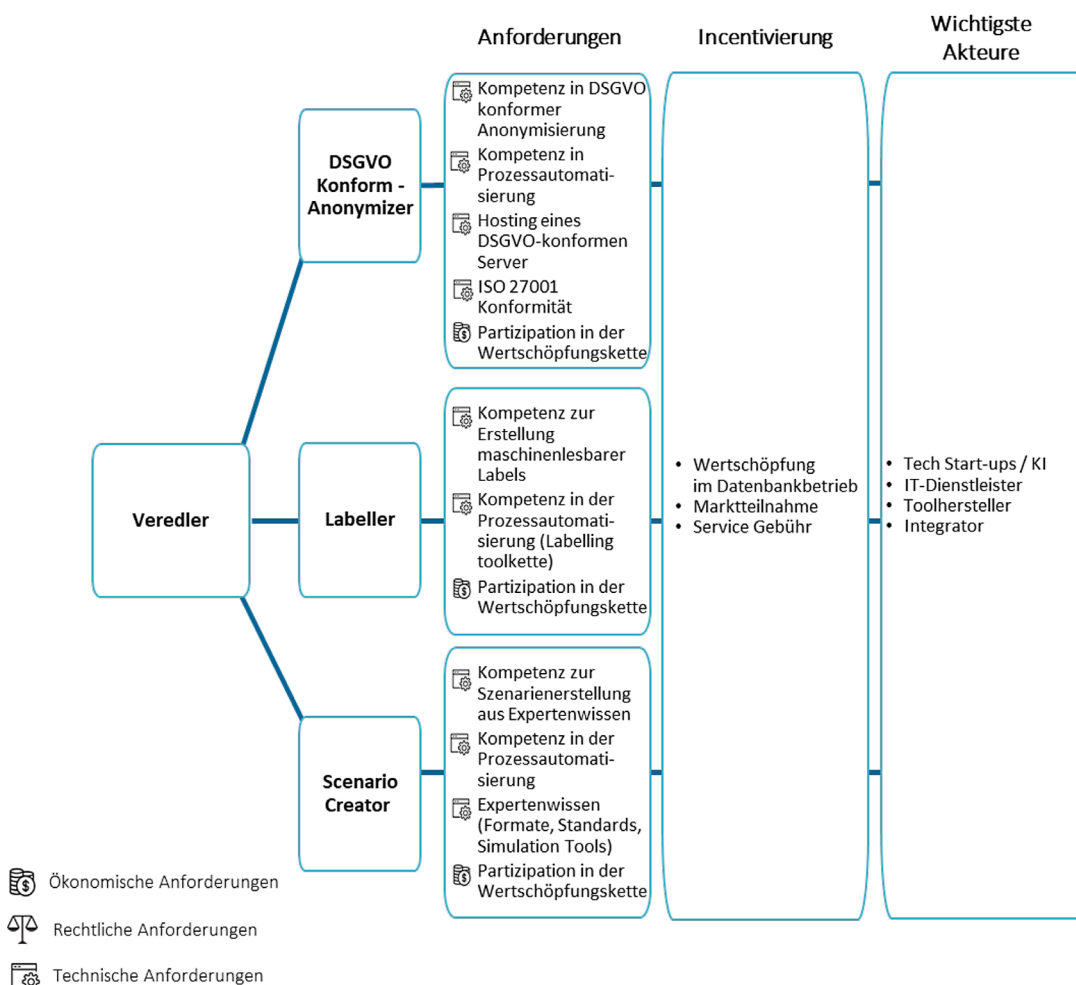 Anforderungen
Incentivierung
Wichtigste
Akteure
DSGVO
Konform -
Anonymizer
Kompetenz in DSGVO
konformer
Anonymisierung
Kompetenz in
Prozessautomati-
sierung
Hosting eines
DSGVO-konformen
Server
ISO 27001
Konformität
Partizipation in der
Wertschöpfungskette
Veredler
Labeller
Kompetenz zur
Erstellung
maschinenlesbarer
Labels
Kompetenz in der
Prozessautomati-
sierung (Labelling
toolkette)
Partizipation in der
Wertschöpfungskette
• Wertschöpfung
im Datenbankbetrieb
• Marktteilnahme
• Service Gebühr
• Tech Start-ups / KI
• IT-Dienstleister
• Toolhersteller
• Integrator
Scenario
Creator
Kompetenz zur
Szenarienerstellung
aus Expertenwissen
Kompetenz in der
Prozessautomati-
sierung
Expertenwissen
(Formate, Standards,
Simulation Tools)
Partizipation in der
Wertschöpfungskette
Ökonomische Anforderungen
Rechtliche Anforderungen
Technische Anforderungen